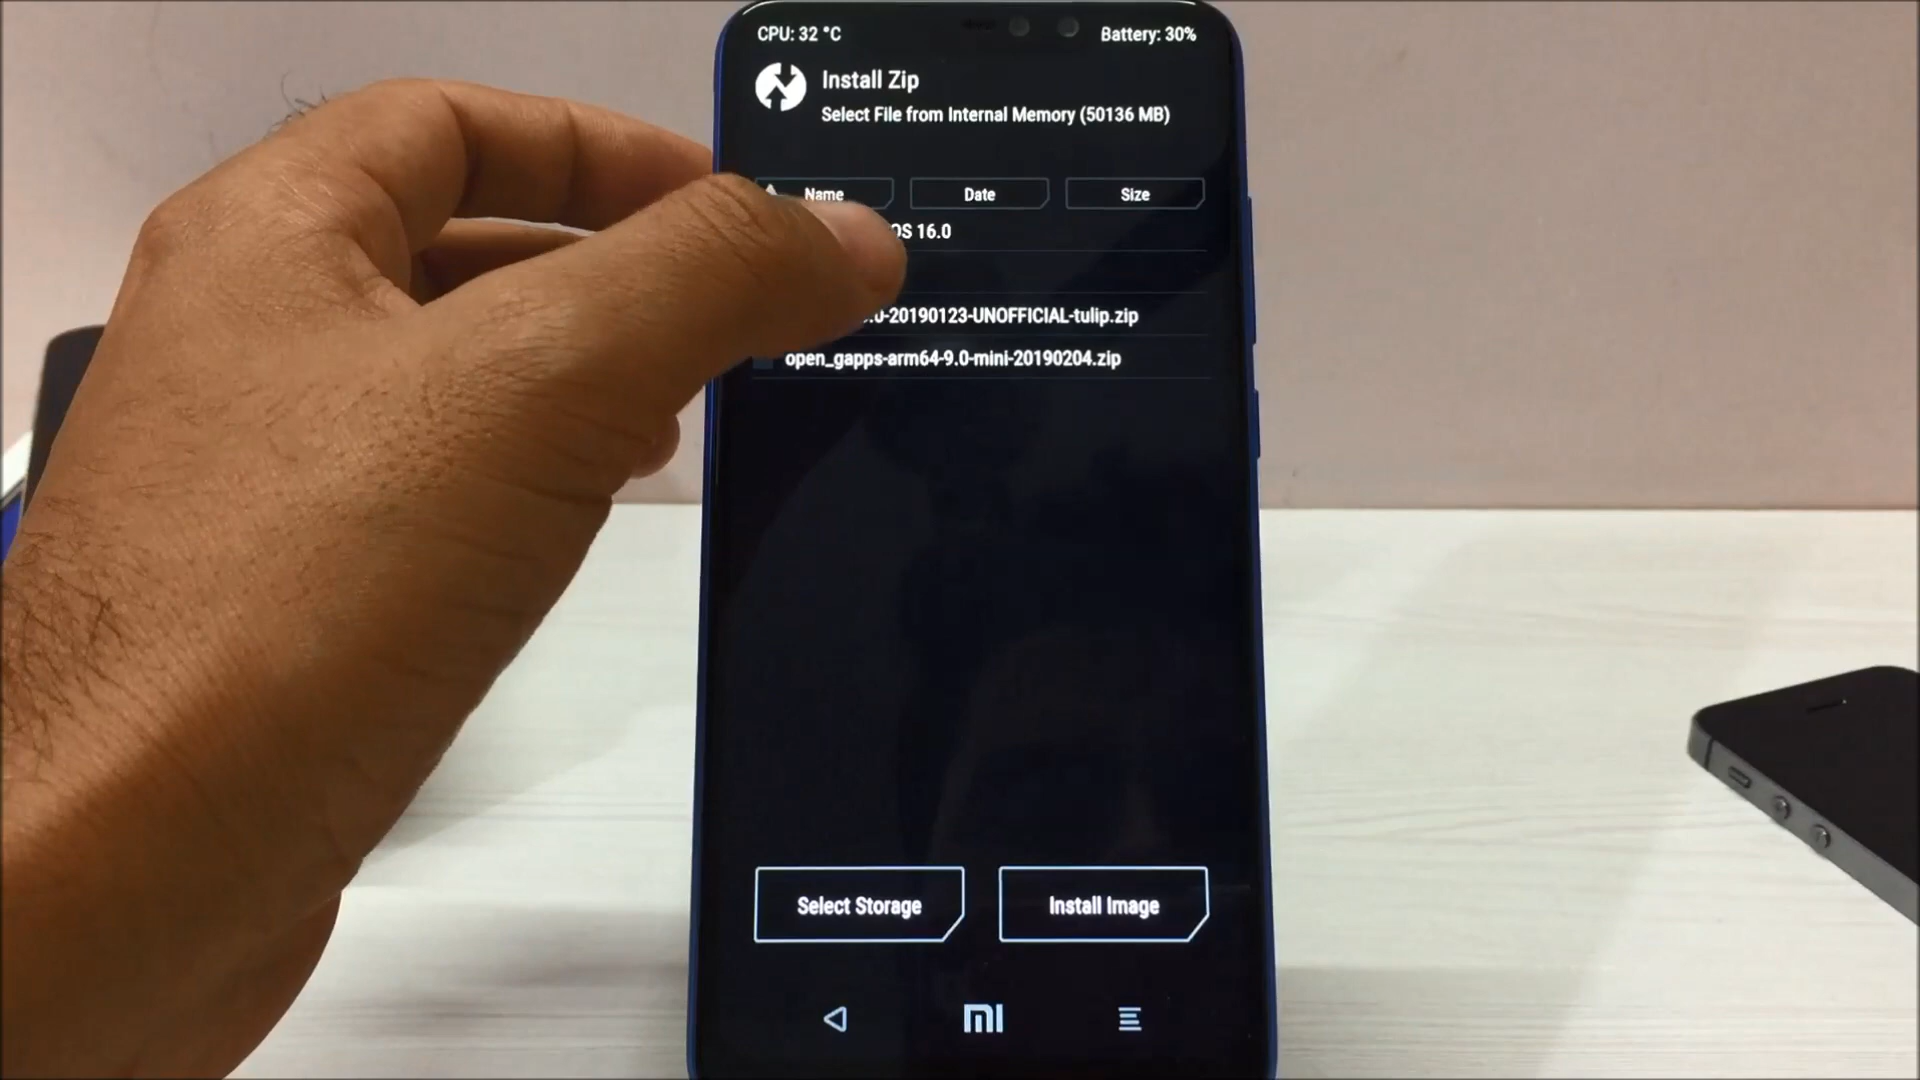 CPU: 32 °C
Battery: 30%
Install Zip
Select File from Internal Memory (50136 MB)
Name
Date
Size
OS 16.0
.0-20190123-UNOFFICIAL-tulip.zip
open_gapps-arm64-9.0-mini-20190204.zip
Select Storage
Install Image